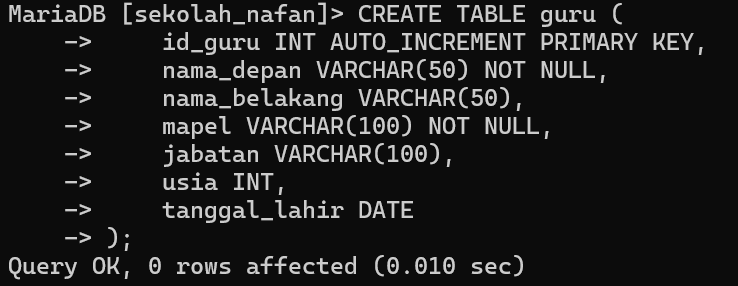 MariaDB [sekolah_nafan]> CREATE TABLE guru (
    ->     id_guru INT AUTO_INCREMENT PRIMARY KEY,
    ->     nama_depan VARCHAR(50) NOT NULL,
    ->     nama_belakang VARCHAR(50),
    ->     mapel VARCHAR(100) NOT NULL,
    ->     jabatan VARCHAR(100),
    ->     usia INT,
    ->     tanggal_lahir DATE
    -> );
Query OK, 0 rows affected (0.010 sec)